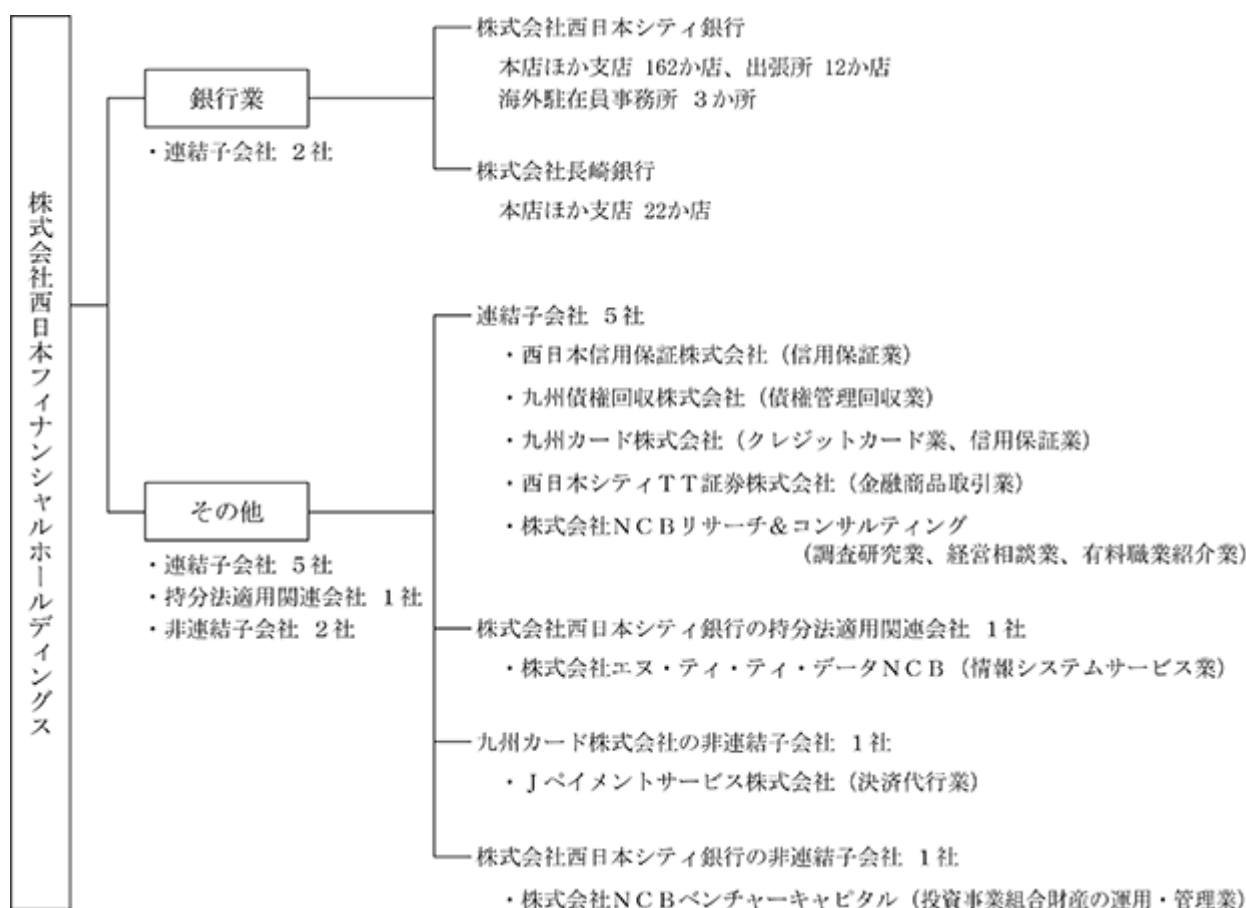 株式会社西日本フィナンシャルホールディングス
銀行業
・連結子会社 2社
株式会社西日本シティ銀行
本店ほか支店 162か店、出張所 12か店
海外駐在員事務所 3か所
株式会社長崎銀行
本店ほか支店 22か店
その他
・連結子会社 5社
・持分法適用関連会社 1社
・非連結子会社 2社
連結子会社 5社
・西日本信用保証株式会社（信用保証業）
・九州債権回収株式会社（債権管理回収業）
・九州カード株式会社（クレジットカード業、信用保証業）
・西日本シティＴＴ証券株式会社（金融商品取引業）
・株式会社ＮＣＢリサーチ＆コンサルティング
（調査研究業、経営相談業、有料職業紹介業）
株式会社西日本シティ銀行の持分法適用関連会社 1社
・株式会社エヌ・ティ・ティ・データＮＣＢ（情報システムサービス業）
九州カード株式会社の非連結子会社 1社
・Ｊペイメントサービス株式会社（決済代行業）
株式会社西日本シティ銀行の非連結子会社 1社
・株式会社ＮＣＢベンチャーキャピタル（投資事業組合財産の運用・管理業）